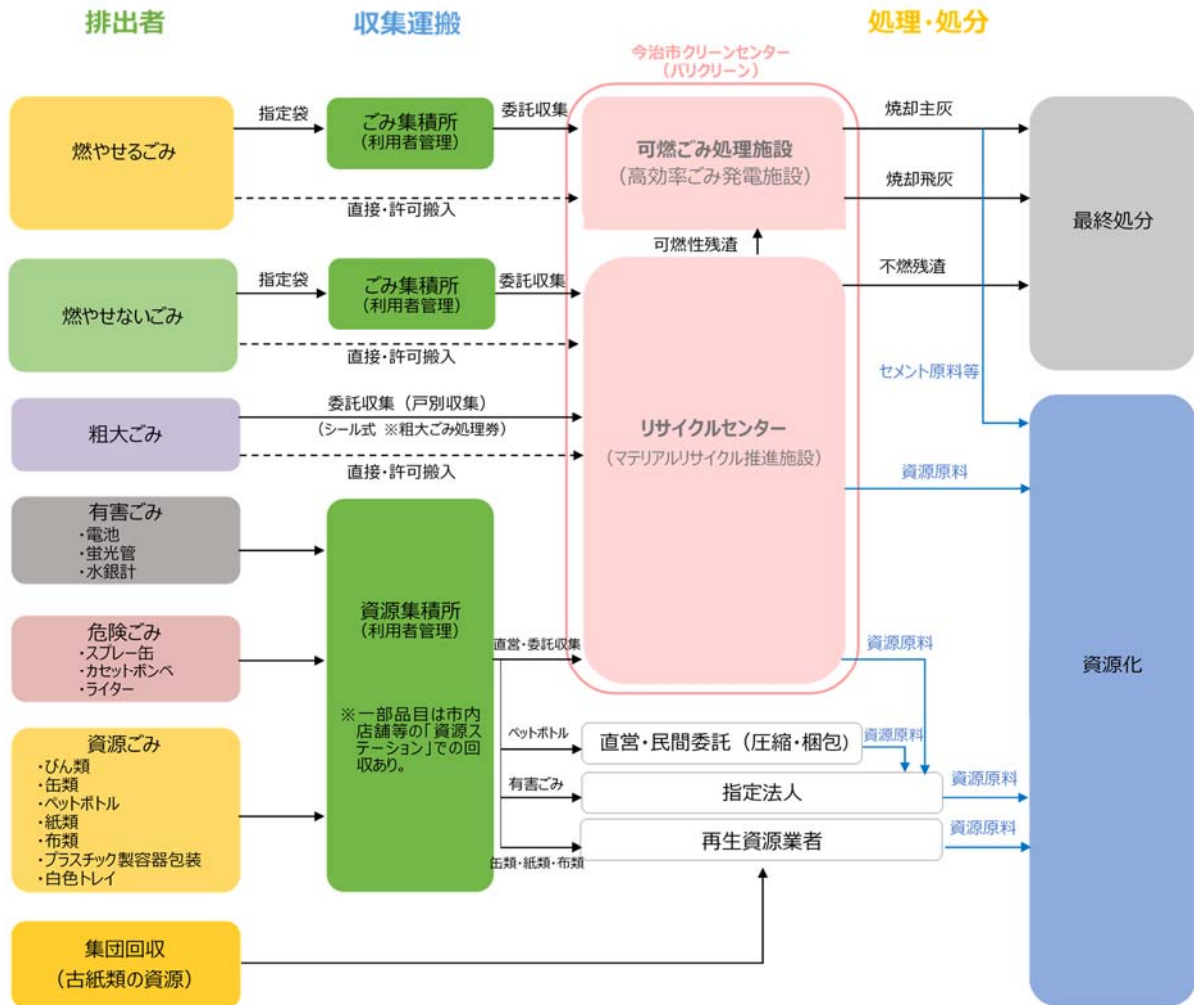 排出者
収集運搬
処理・処分
今治市クリーンセンター
（バリクリーン）
燃やせるごみ
指定袋
ごみ集積所
（利用者管理）
委託収集
直接・許可搬入
可燃ごみ処理施設
（高効率ごみ発電施設）
焼却主灰
焼却飛灰
最終処分
可燃性残渣
不燃残渣
燃やせないごみ
指定袋
ごみ集積所
（利用者管理）
委託収集
直接・許可搬入
セメント原料等
粗大ごみ
委託収集（戸別収集）
（シール式 ※粗大ごみ処理券）
直接・許可搬入
リサイクルセンター
（マテリアルリサイクル推進施設）
資源原料
有害ごみ
・電池
・蛍光管
・水銀計
危険ごみ
・スプレー缶
・カセットボンベ
・ライター
資源ごみ
・びん類
・缶類
・ペットボトル
・紙類
・布類
・プラスチック製容器包装
・白色トレイ
資源集積所
（利用者管理）
※一部品目は市内
店舗等の「資源ス
テーション」での回
収あり。
直営・委託収集
資源原料
ペットボトル
直営・民間委託（圧縮・梱包）
資源原料
有害ごみ
指定法人
資源原料
缶類・紙類・布類
再生資源業者
資源原料
資源化
集団回収
（古紙類の資源）